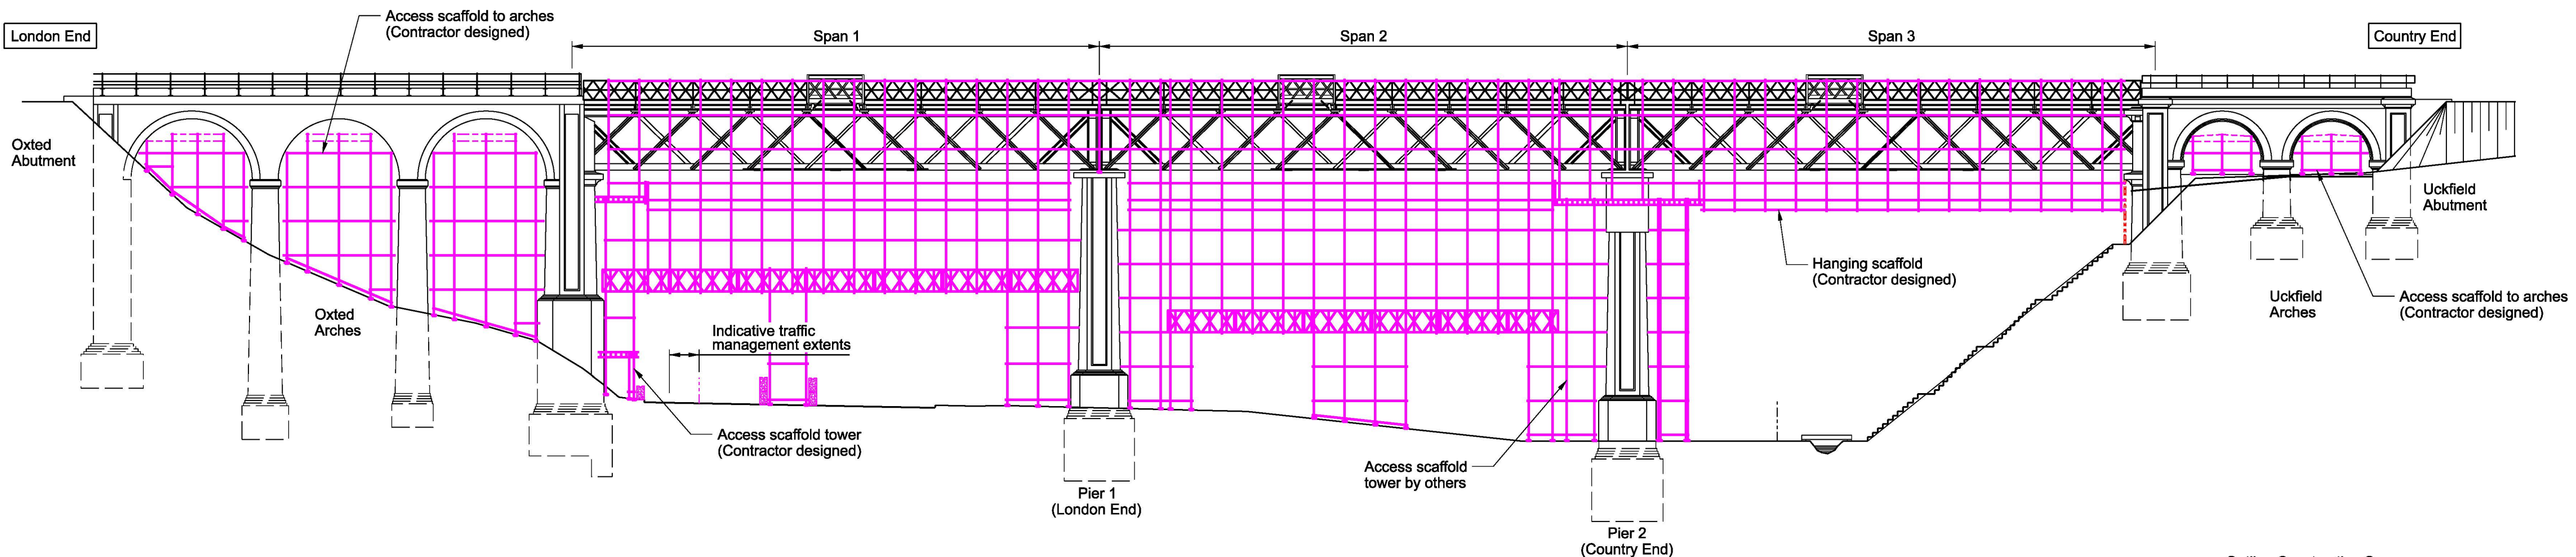 London End
Access scaffold to arches
(Contractor designed)
Span 1
Span 2
Span 3
Country End
Oxted
Abutment
Oxted
Arches
Indicative traffic
management extents
Access scaffold tower
(Contractor designed)
Pier 1
(London End)
Access scaffold
tower by others
Pier 2
(Country End)
Hanging scaffold
(Contractor designed)
Uckfield
Abutment
Uckfield
Arches
Access scaffold to arches
(Contractor designed)